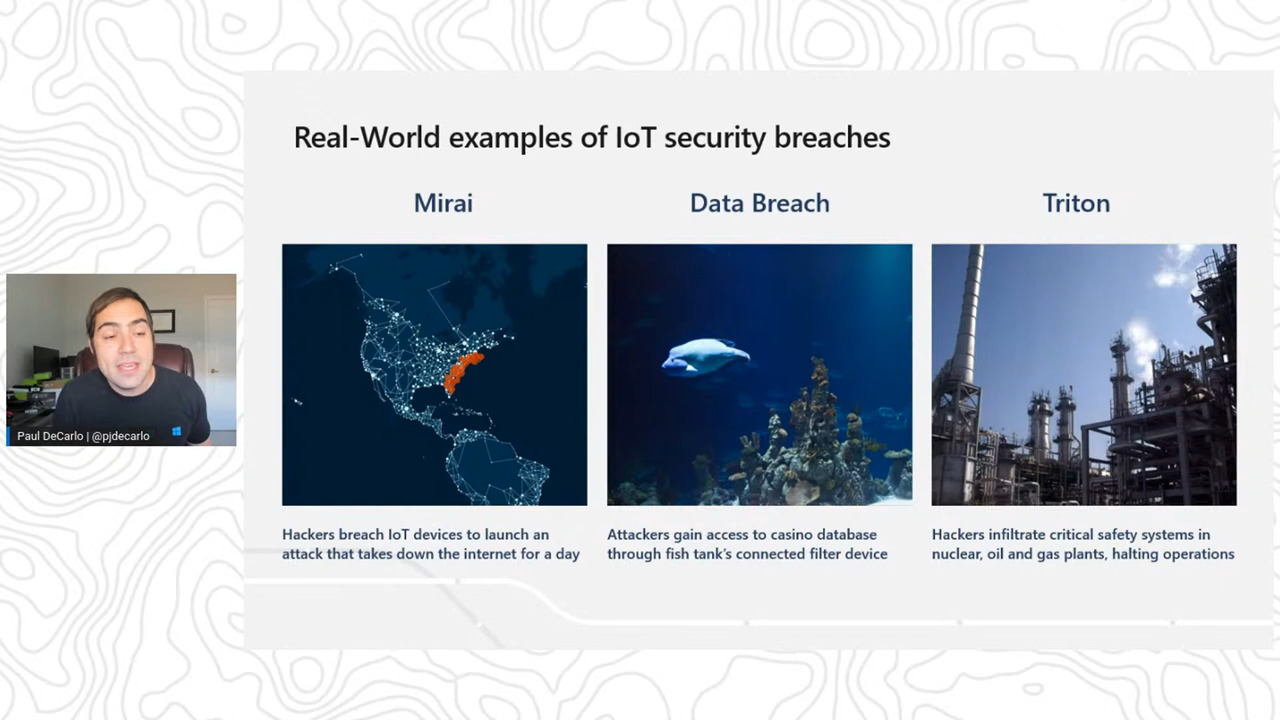 Real-World examples of IoT security breaches
Mirai
Data Breach
Triton
Hackers breach IoT devices to launch an
attack that takes down the internet for a day
Attackers gain access to casino database
through fish tank's connected filter device
Hackers infiltrate critical safety systems in
nuclear, oil and gas plants, halting operations
Paul DeCarlo | @pjdecarlo